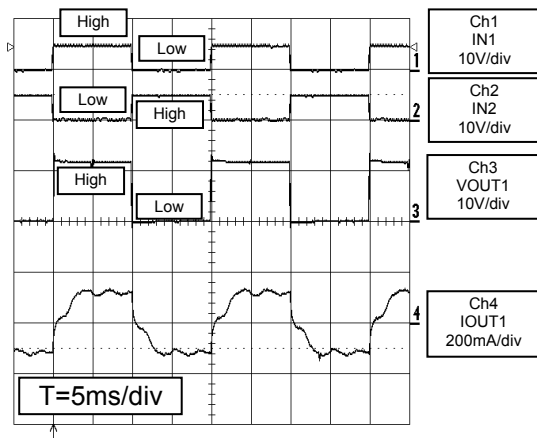 High
Low
Low
High
High
Low
1
2
3
4
T=5ms/div
Ch1
IN1
10V/div
Ch2
IN2
10V/div
Ch3
VOUT1
10V/div
Ch4
IOUT1
200mA/div